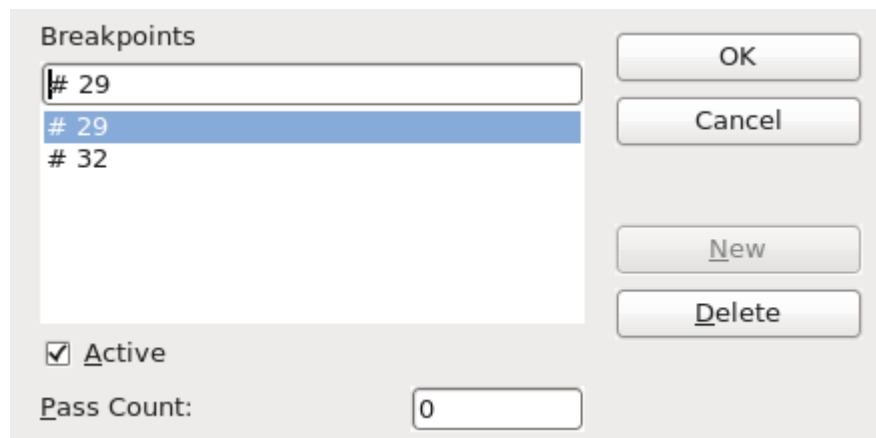 Breakpoints
# 29
# 29
# 32
Active
Pass Count:
0
OK
Cancel
New
Delete